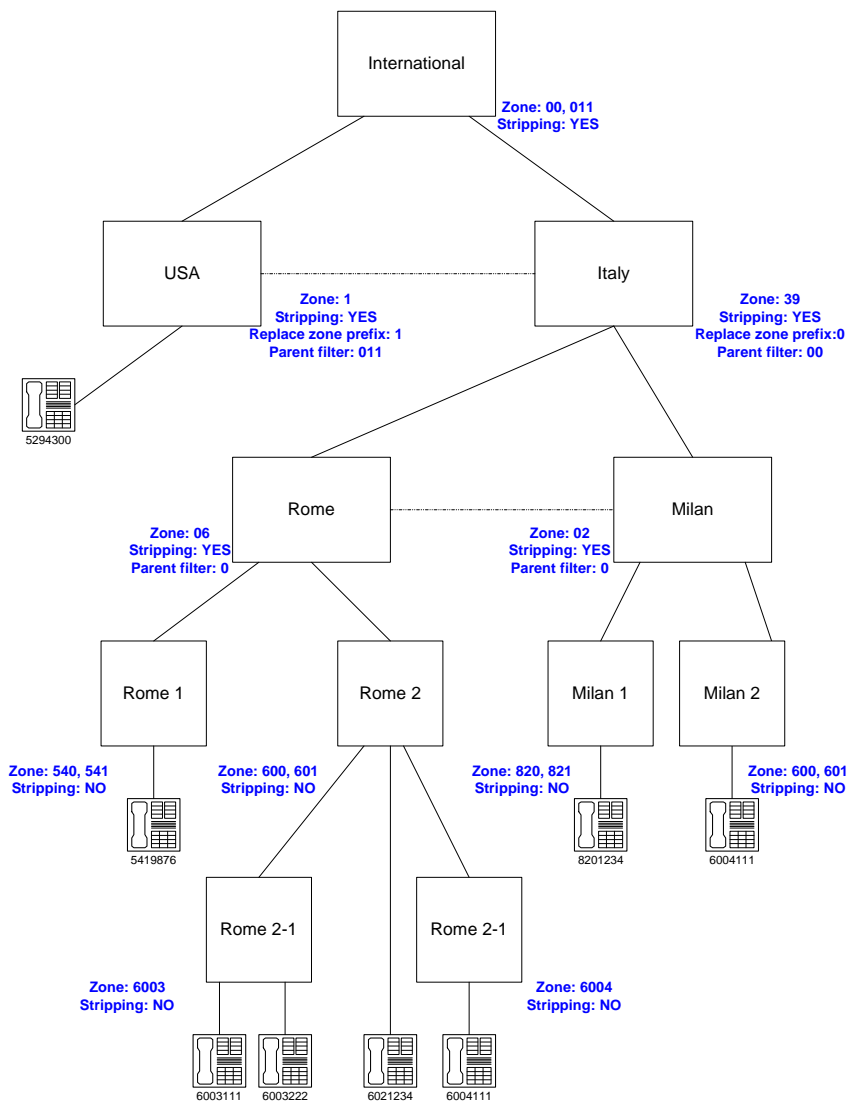 International
Zone: 00, 011
Stripping: YES
USA
Italy
Zone: 1
Stripping: YES
Replace zone prefix: 1
Parent filter: 011
Zone: 39
Stripping: YES
Replace zone prefix:0
Parent filter: 00
5294300
Rome
Milan
Zone: 06
Stripping: YES
Parent filter: 0
Zone: 02
Stripping: YES
Parent filter: 0
Rome 1
Rome 2
Milan 1
Milan 2
Zone: 540, 541
Stripping: NO
Zone: 600, 601
Stripping: NO
Zone: 820, 821
Stripping: NO
Zone: 600, 601
Stripping: NO
5419876
8201234
6004111
Rome 2-1
Rome 2-1
Zone: 6003
Stripping: NO
Zone: 6004
Stripping: NO
6003111
6003222
6021234
6004111